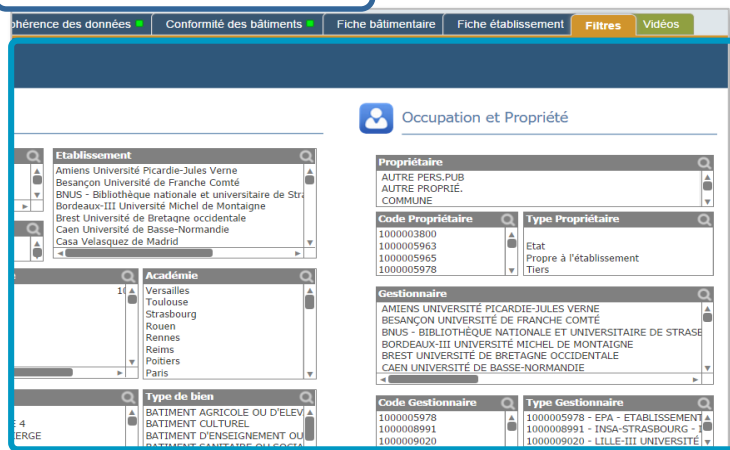 hérence des données
Conformité des bâtiments
Fiche bâtimentaire
Fiche établissement
Filtres
Vidéos
Occupation et Propriété
Etablissement
Amiens Université Picardie-Jules Verne
Besançon Université de Franche Comté
BNUS - Bibliothèque nationale et universitaire de Stra
Bordeaux-III Université Michel de Montaigne
Brest Université de Bretagne occidentale
Caen Université de Basse-Normandie
Casa Velasquez de Madrid
Propriétaire
AUTRE PERS.PUB
AUTRE PROPRIÉ.
COMMUNE
Code Propriétaire
1000003800
1000005963
1000005965
1000005978
Type Propriétaire
Etat
Propre à l'établissement
Tiers
Académie
Versailles
Toulouse
Strasbourg
Rouen
Rennes
Reims
Poitiers
Paris
Gestionnaire
AMIENS UNIVERSITÉ PICARDIE-JULES VERNE
BESANÇON UNIVERSITÉ DE FRANCHE COMTÉ
BNUS - BIBLIOTHÈQUE NATIONALE ET UNIVERSITAIRE DE STRASB
BORDEAUX-III UNIVERSITÉ MICHEL DE MONTAIGNE
BREST UNIVERSITÉ DE BRETAGNE OCCIDENTALE
CAEN UNIVERSITÉ DE BASSE-NORMANDIE
E 4
IERGE
Type de bien
BATIMENT AGRICOLE OU D'ELEV
BATIMENT CULTUREL
BATIMENT D'ENSEIGNEMENT OU
BATIMENT SANITAIRE OU SOCIA
Code Gestionnaire
1000005978
1000008991
1000009020
Type Gestionnaire
1000005978 - EPA - ETABLISSEMENT
1000008991 - INSA-STRASBOURG - I
1000009020 - LILLE-III UNIVERSITÉ